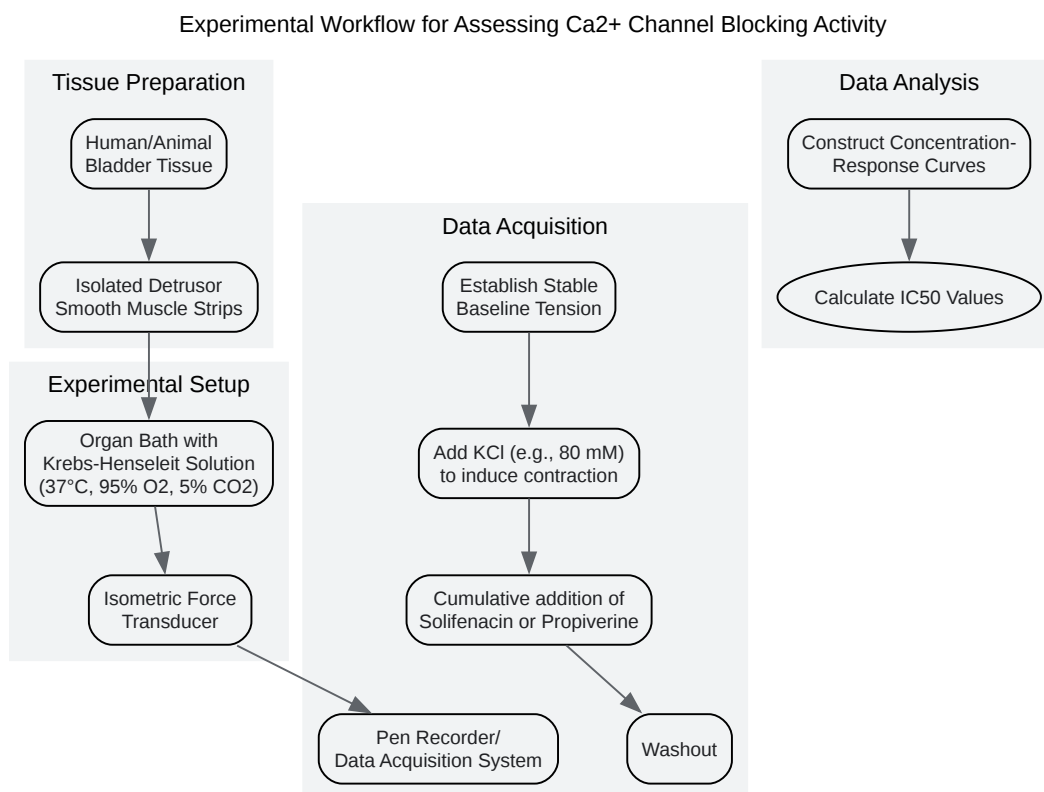 Experimental Workflow for Assessing Ca2+ Channel Blocking Activity
Tissue Preparation
Human/Animal
Bladder Tissue
Isolated Detrusor
Smooth Muscle Strips
Experimental Setup
Organ Bath with
Krebs-Henseleit Solution
(37°C, 95% O2, 5% CO2)
Isometric Force
Transducer
Data Acquisition
Establish Stable
Baseline Tension
Add KCl (e.g., 80 mM)
to induce contraction
Cumulative addition of
Solifenacin or Propiverine
Pen Recorder/
Data Acquisition System
Washout
Data Analysis
Construct Concentration-
Response Curves
Calculate IC50 Values